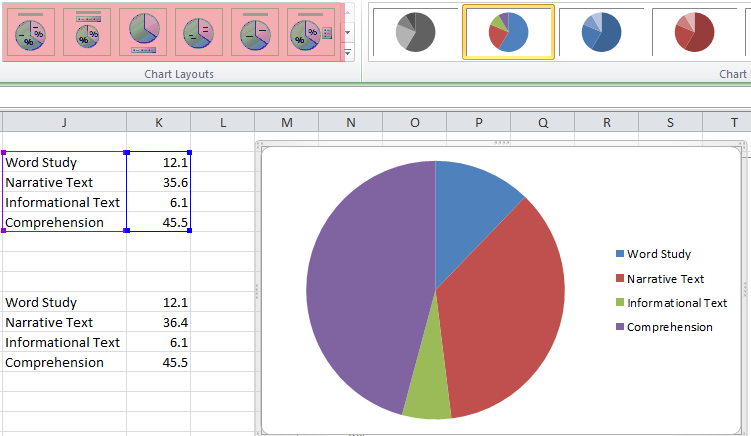 Chart Layouts
Chart
J K L M N O P Q R S T
Word Study 12.1
Narrative Text 35.6
Informational Text 6.1
Comprehension 45.5
Word Study 12.1
Narrative Text 36.4
Informational Text 6.1
Comprehension 45.5
Word Study
Narrative Text
Informational Text
Comprehension